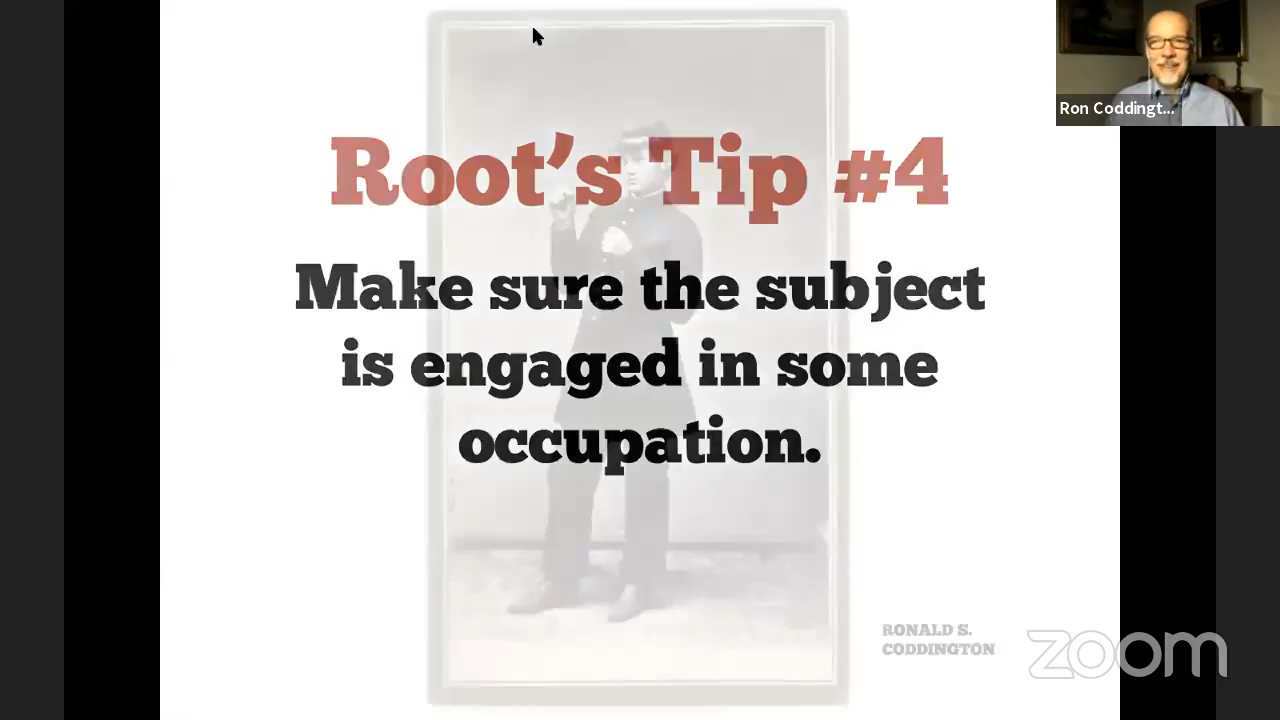 Root's Tip #4
Make sure the subject
is engaged in some
occupation.
RONALD S.
CODDINGTON
zoom
Ron Coddingt...